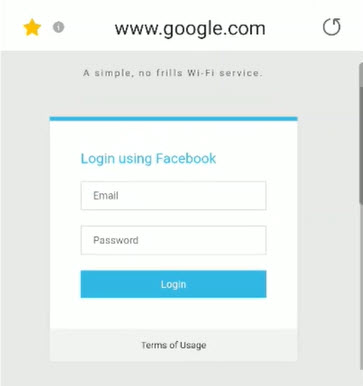 www.google.com
A simple, no frills Wi-Fi service.
Login using Facebook
Email
Password
Login
Terms of Usage